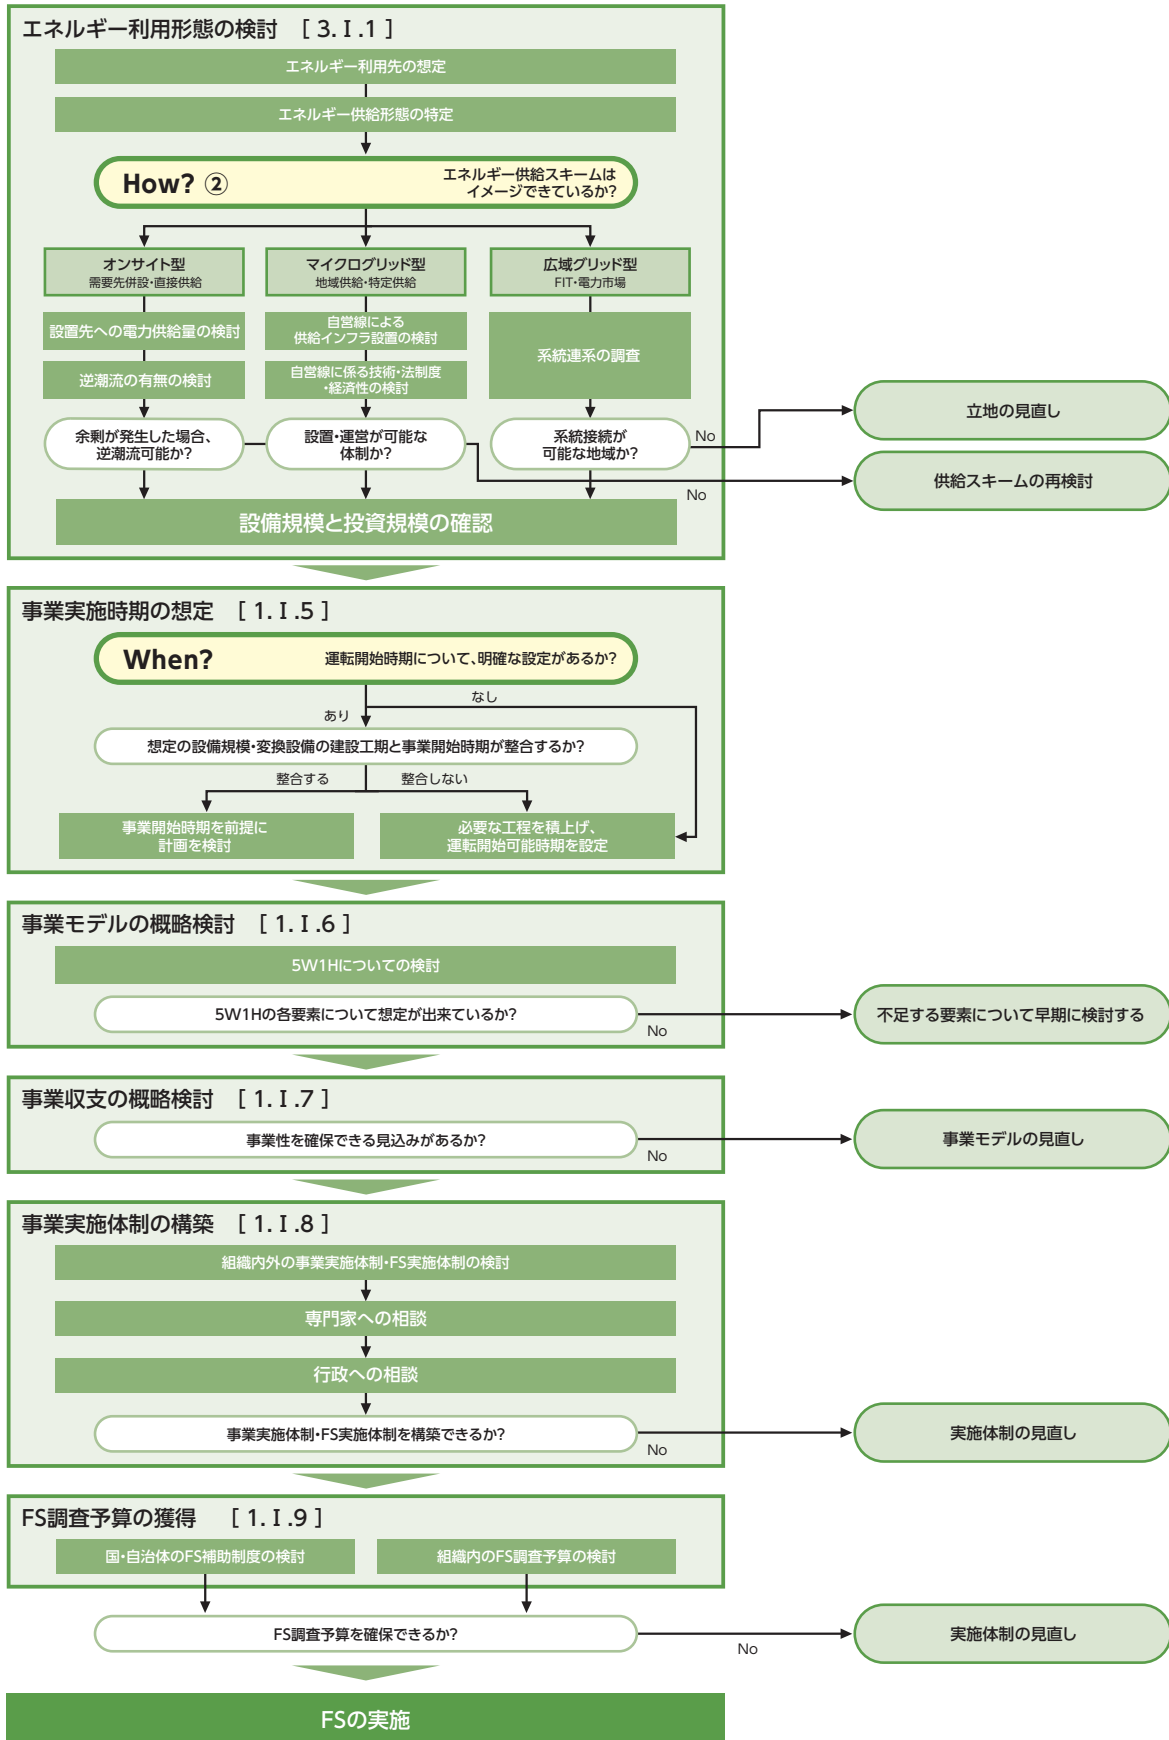 エネルギー利用形態の検討 [ 3. I .1 ]
エネルギー利用先の想定
エネルギー供給形態の特定
How? ②
エネルギー供給スキームは
イメージできているか?
オンサイト型
需要先併設・直接供給
マイクログリッド型
地域供給・特定供給
広域グリッド型
FIT・電力市場
設置先への電力供給量の検討
自営線による
供給インフラ設置の検討
系統連系の調査
逆潮流の有無の検討
自営線に係る技術・法制度
・経済性の検討
余剰が発生した場合、
逆潮流可能か?
設置・運営が可能な
体制か?
系統接続が
可能な地域か?
No
立地の見直し
No
供給スキームの再検討
設備規模と投資規模の確認
事業実施時期の想定 [ 1. I .5 ]
When?
運転開始時期について、明確な設定があるか?
なし
あり
想定の設備規模・変換設備の建設工期と事業開始時期が整合するか?
整合する
整合しない
事業開始時期を前提に
計画を検討
必要な工程を積上げ、
運転開始可能時期を設定
事業モデルの概略検討 [ 1. I .6 ]
5W1Hについての検討
5W1Hの各要素について想定が出来ているか?
No
不足する要素について早期に検討する
事業収支の概略検討 [ 1. I .7 ]
事業性を確保できる見込みがあるか?
No
事業モデルの見直し
事業実施体制の構築 [ 1. I .8 ]
組織内外の事業実施体制・FS実施体制の検討
専門家への相談
行政への相談
事業実施体制・FS実施体制を構築できるか?
No
実施体制の見直し
FS調査予算の獲得 [ 1. I .9 ]
国・自治体のFS補助制度の検討
組織内のFS調査予算の検討
FS調査予算を確保できるか?
No
実施体制の見直し
FSの実施